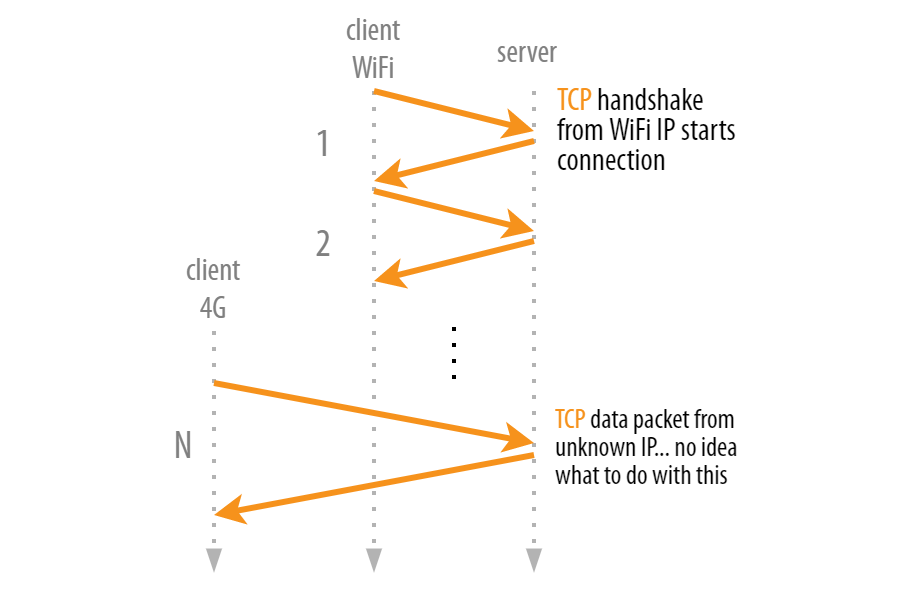 client
WiFi
server
TCP handshake
from WiFi IP starts
connection
1
2
client
4G
N
TCP data packet from
unknown IP... no idea
what to do with this